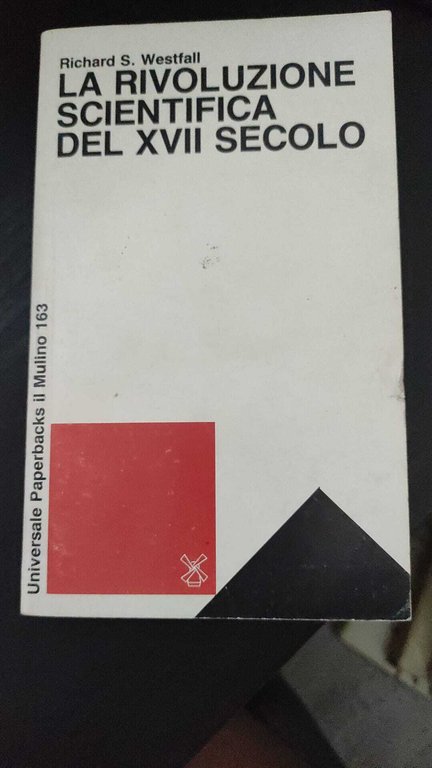 Richard S. Westfall
LA RIVOLUZIONE
SCIENTIFICA
DEL XVII SECOLO
Universale Paperbacks il Mulino 163